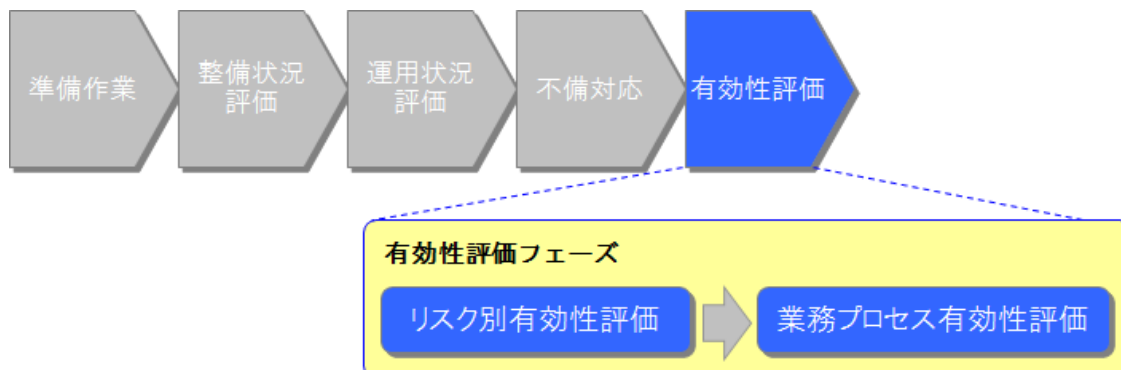 準備作業
整備状況
評価
運用状況
評価
不備対応
有効性評価
有効性評価フェーズ
リスク別有効性評価
業務プロセス有効性評価